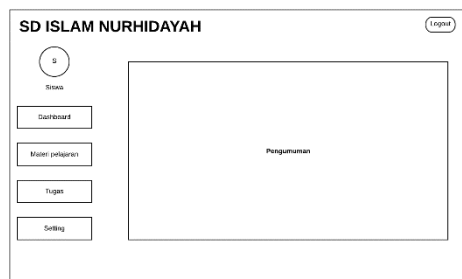 SD ISLAM NURHIDAYAH
Logout
S
Siswa
Dashboard
Materi pelajaran
Tugas
Setting
Pengumuman